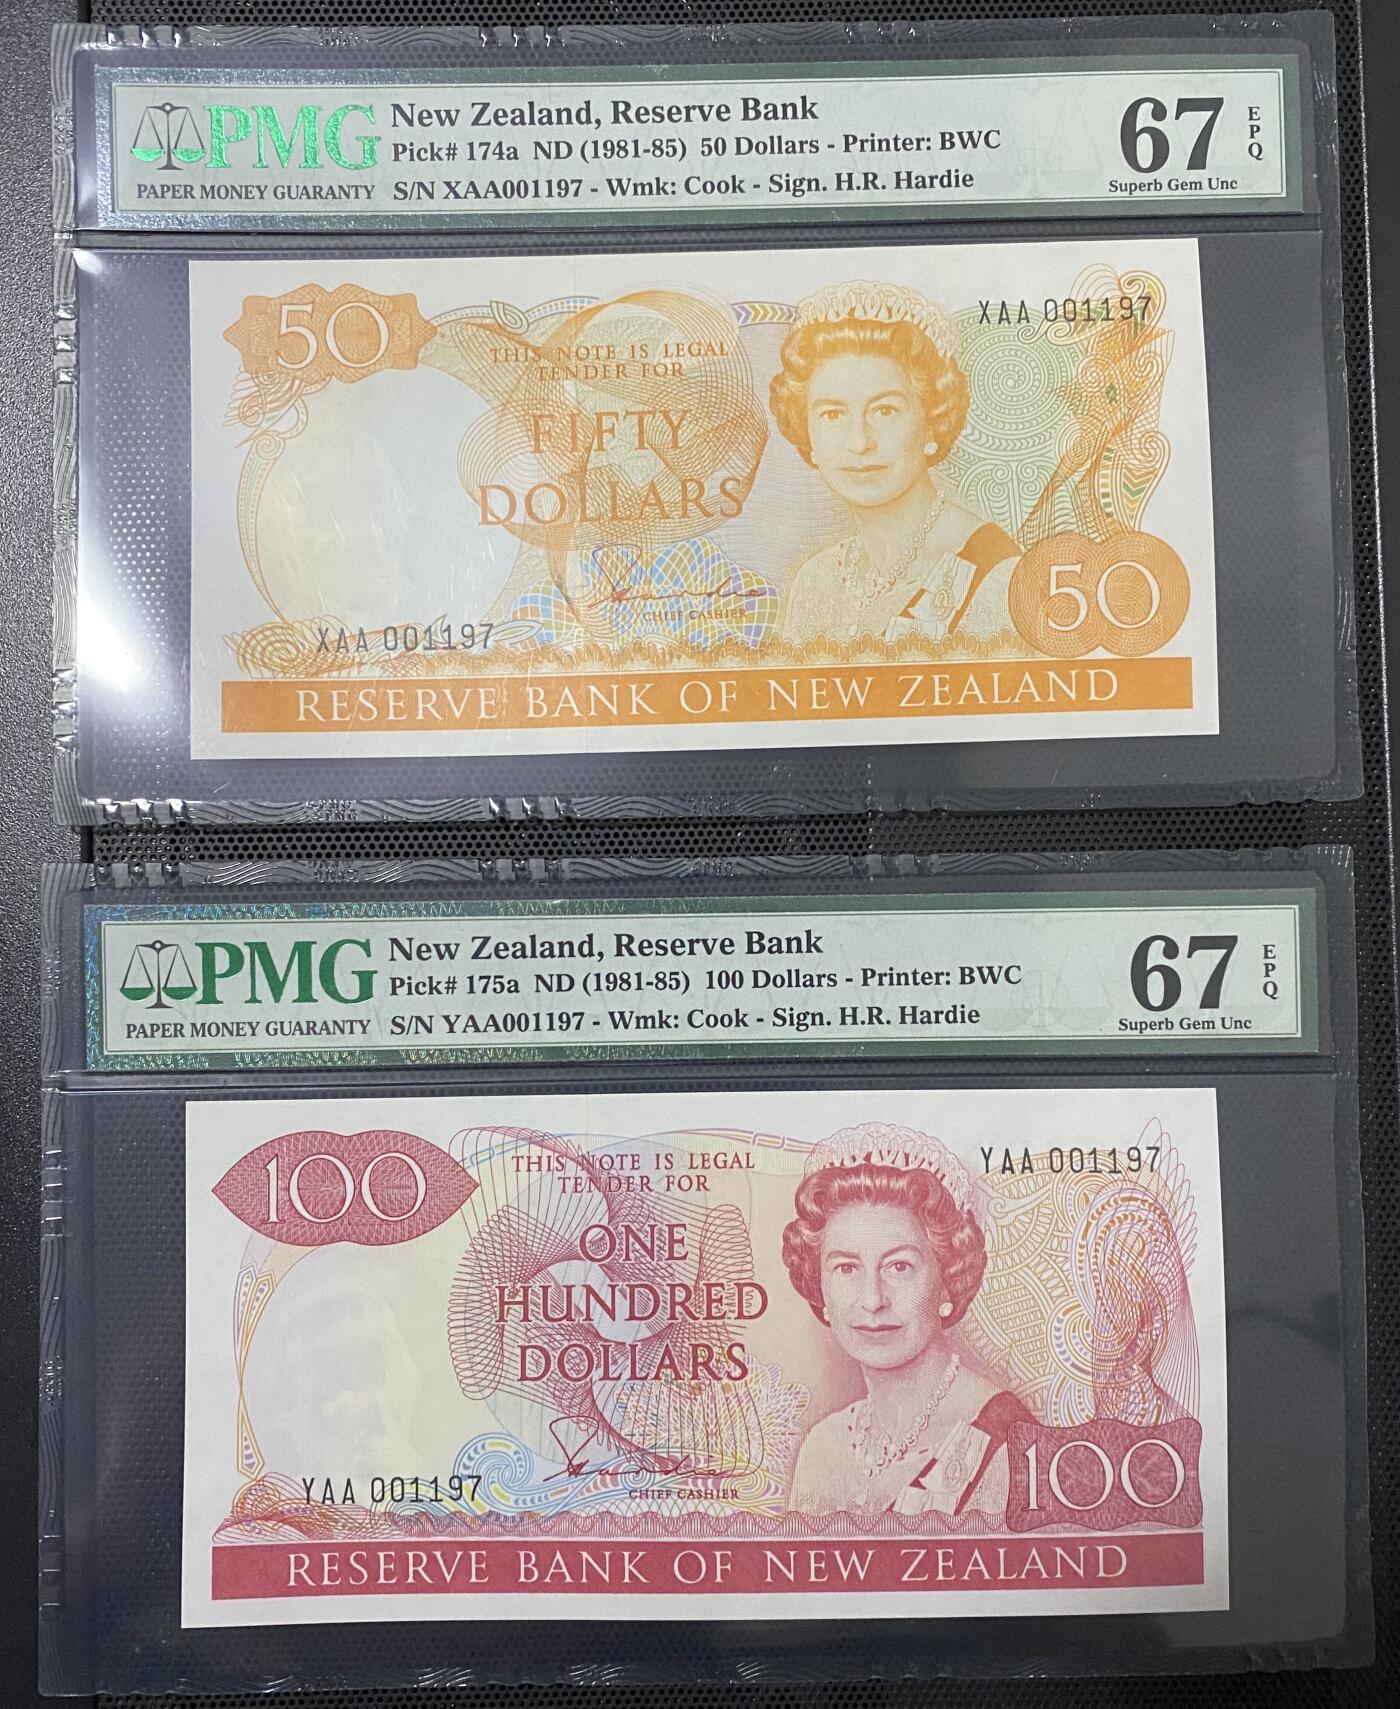 PMG
PAPER MONEY GUARANTY
New Zealand, Reserve Bank
Pick# 174a ND (1981-85) 50 Dollars - Printer: BWC
S/N XAA001197 - Wmk: Cook - Sign. H.R. Hardie
67
EPQ
Superb Gem Unc
50
THIS NOTE IS LEGAL
TENDER FOR
FIFTY
DOLLARS
XAA 001197
CHIEF CASHIER
50
XAA 001197
RESERVE BANK OF NEW ZEALAND
PMG
PAPER MONEY GUARANTY
New Zealand, Reserve Bank
Pick# 175a ND (1981-85) 100 Dollars - Printer: BWC
S/N YAA001197 - Wmk: Cook - Sign. H.R. Hardie
67
EPQ
Superb Gem Unc
100
THIS NOTE IS LEGAL
TENDER FOR
ONE
HUNDRED
DOLLARS
YAA 001197
CHIEF CASHIER
100
YAA 001197
RESERVE BANK OF NEW ZEALAND